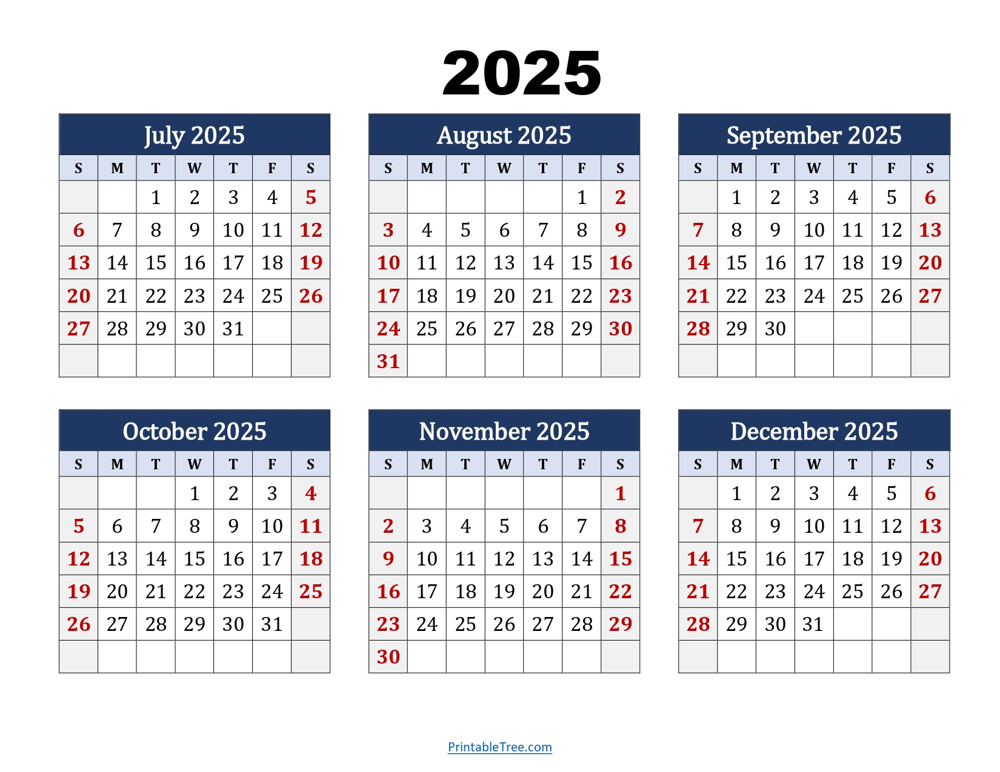 2025
July 2025
S M T W T F S
1 2 3 4 5
6 7 8 9 10 11 12
13 14 15 16 17 18 19
20 21 22 23 24 25 26
27 28 29 30 31
August 2025
S M T W T F S
1 2
3 4 5 6 7 8 9
10 11 12 13 14 15 16
17 18 19 20 21 22 23
24 25 26 27 28 29 30
31
September 2025
S M T W T F S
1 2 3 4 5 6
7 8 9 10 11 12 13
14 15 16 17 18 19 20
21 22 23 24 25 26 27
28 29 30
October 2025
S M T W T F S
1 2 3 4
5 6 7 8 9 10 11
12 13 14 15 16 17 18
19 20 21 22 23 24 25
26 27 28 29 30 31
November 2025
S M T W T F S
1
2 3 4 5 6 7 8
9 10 11 12 13 14 15
16 17 18 19 20 21 22
23 24 25 26 27 28 29
30
December 2025
S M T W T F S
1 2 3 4 5 6
7 8 9 10 11 12 13
14 15 16 17 18 19 20
21 22 23 24 25 26 27
28 29 30 31
PrintableTree.com